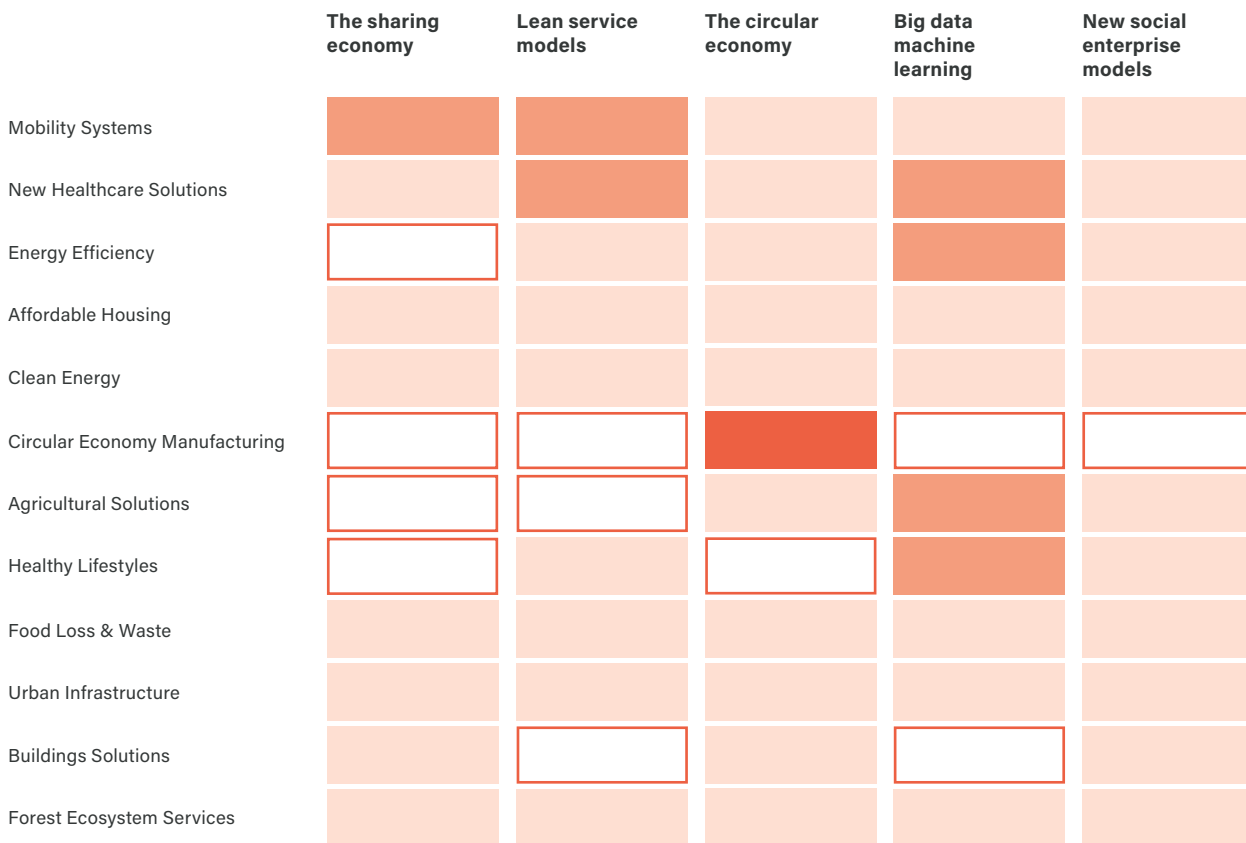 The sharing
economy
Lean service
models
The circular
economy
Big data
machine
learning
New social
enterprise
models
Mobility Systems
New Healthcare Solutions
Energy Efficiency
Affordable Housing
Clean Energy
Circular Economy Manufacturing
Agricultural Solutions
Healthy Lifestyles
Food Loss & Waste
Urban Infrastructure
Buildings Solutions
Forest Ecosystem Services